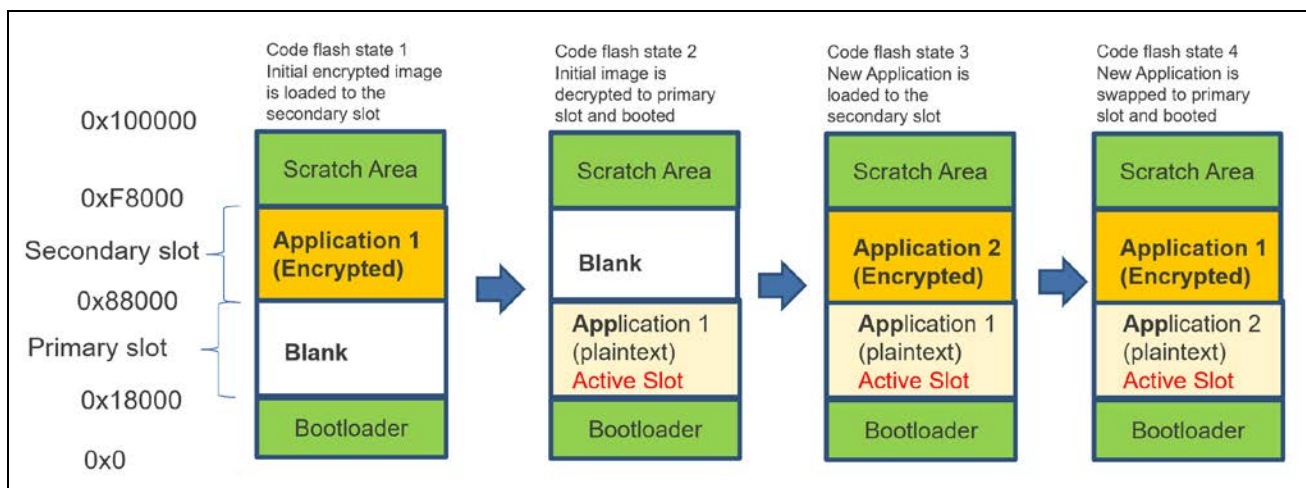 Code flash state 1
Initial encrypted image
is loaded to the
secondary slot
Code flash state 2
Initial image is
decrypted to primary
slot and booted
Code flash state 3
New Application is
loaded to the
secondary slot
Code flash state 4
New Application is
swapped to primary
slot and booted
0x100000
0xF8000
Secondary slot
0x88000
Primary slot
0x18000
0x0
Scratch Area
Application 1
(Encrypted)
Blank
Bootloader
Scratch Area
Blank
Application 1
(plaintext)
Active Slot
Bootloader
Scratch Area
Application 2
(Encrypted)
Application 1
(plaintext)
Active Slot
Bootloader
Scratch Area
Application 1
(Encrypted)
Application 2
(plaintext)
Active Slot
Bootloader